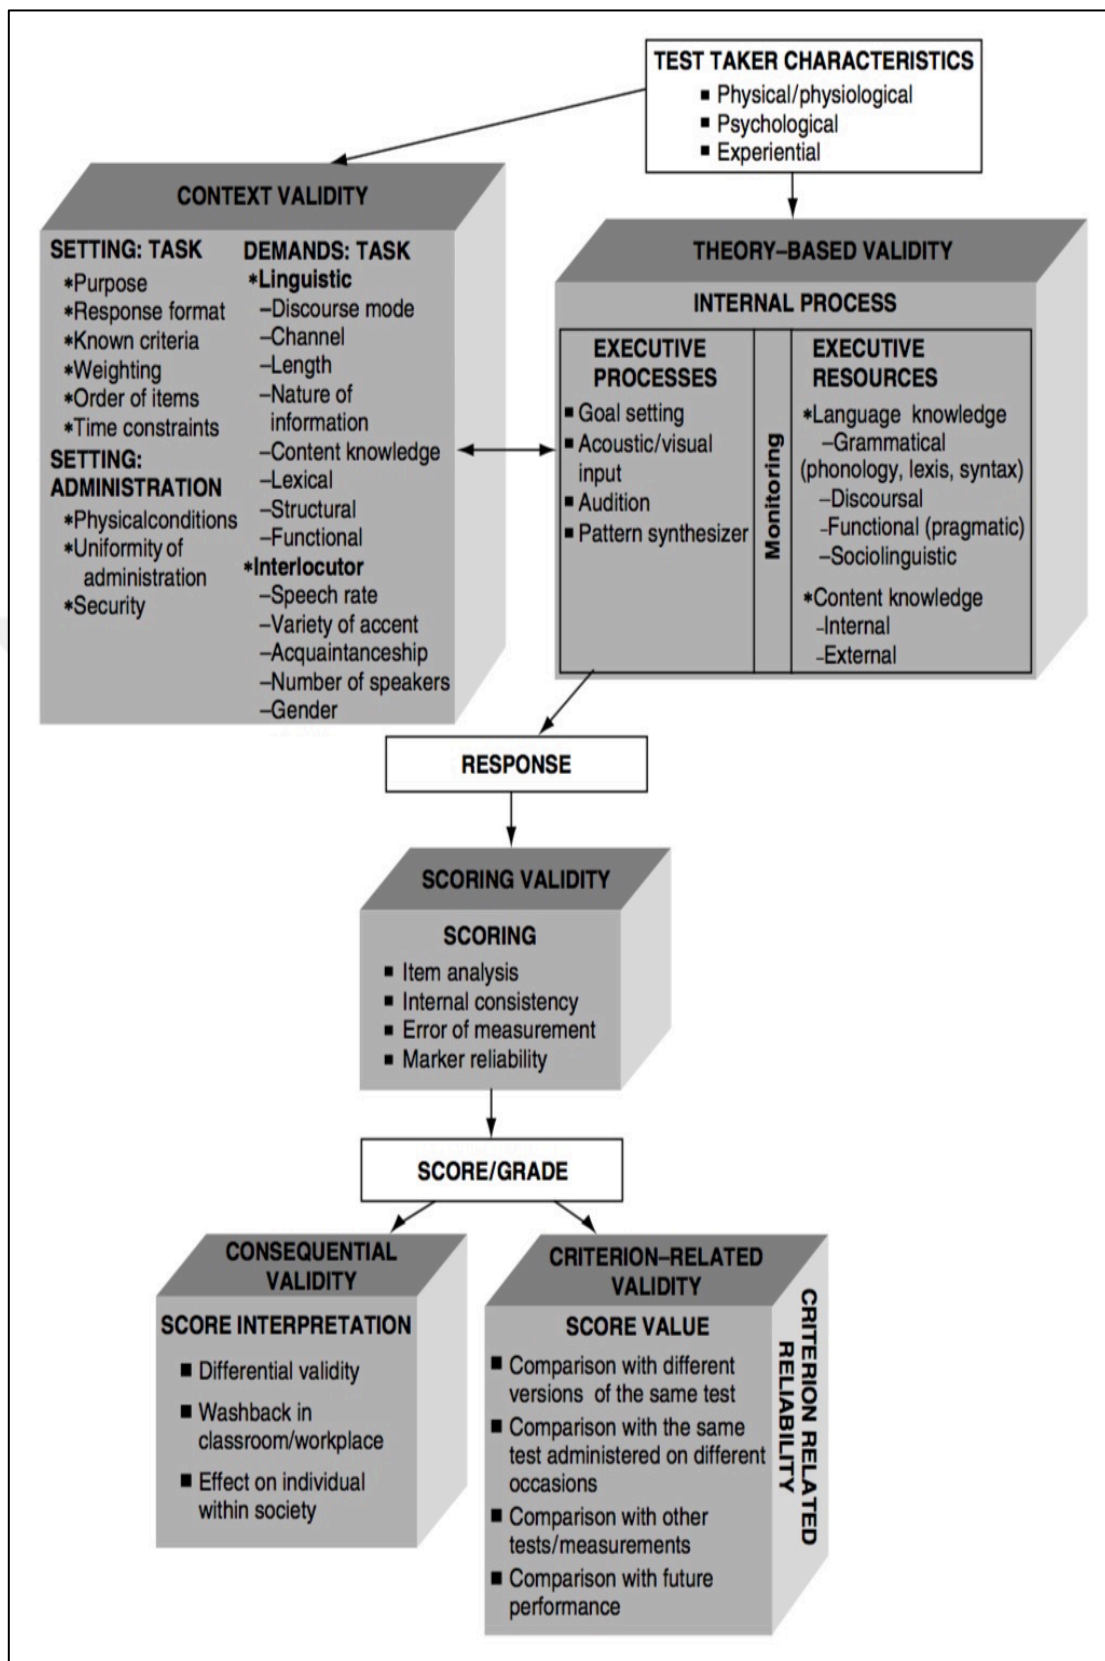 TEST TAKER CHARACTERISTICS
■ Physical/physiological
■ Psychological
■ Experiential
CONTEXT VALIDITY
SETTING: TASK
*Purpose
*Response format
*Known criteria
*Weighting
*Order of items
*Time constraints
SETTING:
ADMINISTRATION
*Physicalconditions
*Uniformity of
administration
*Security
DEMANDS: TASK
*Linguistic
–Discourse mode
–Channel
–Length
–Nature of
information
–Content knowledge
–Lexical
–Structural
–Functional
*Interlocutor
–Speech rate
–Variety of accent
–Acquaintanceship
–Number of speakers
–Gender
THEORY–BASED VALIDITY
INTERNAL PROCESS
EXECUTIVE
PROCESSES
■ Goal setting
■ Acoustic/visual
input
■ Audition
■ Pattern synthesizer
Monitoring
EXECUTIVE
RESOURCES
*Language knowledge
–Grammatical
(phonology, lexis, syntax)
–Discoursal
–Functional (pragmatic)
–Sociolinguistic
*Content knowledge
–Internal
–External
RESPONSE
SCORING VALIDITY
SCORING
■ Item analysis
■ Internal consistency
■ Error of measurement
■ Marker reliability
SCORE/GRADE
CONSEQUENTIAL
VALIDITY
SCORE INTERPRETATION
■ Differential validity
■ Washback in
classroom/workplace
■ Effect on individual
within society
CRITERION–RELATED
VALIDITY
SCORE VALUE
■ Comparison with different
versions of the same test
■ Comparison with the same
test administered on different
occasions
■ Comparison with other
tests/measurements
■ Comparison with future
performance
CRITERION RELATED
RELIABILITY